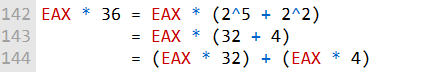 142 EAX * 36 = EAX * (2^5 + 2^2)
143 = EAX * (32 + 4)
144 = (EAX * 32) + (EAX * 4)